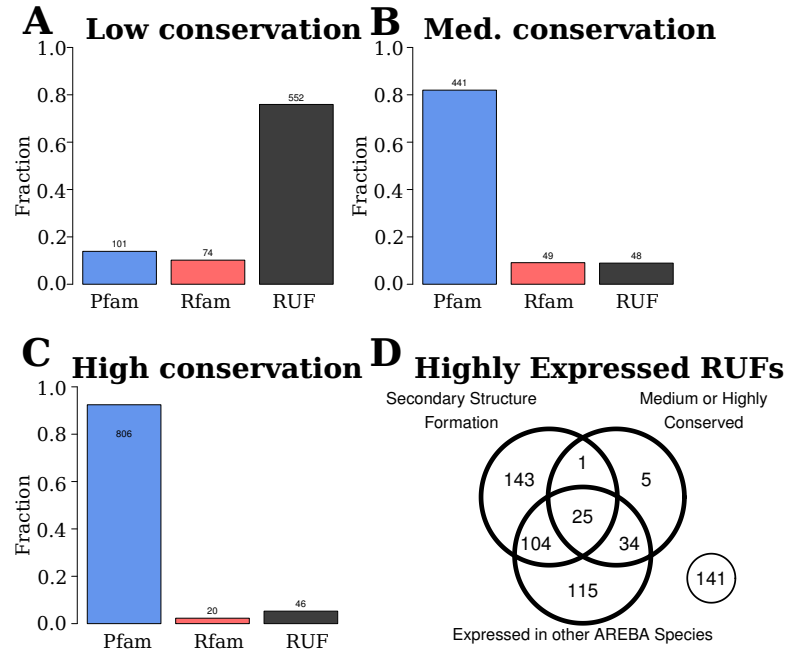 A Low conservation
1.0
0.8
0.6
0.4
0.2
0.0
Fraction
101
74
552
Pfam Rfam RUF
B Med. conservation
1.0
0.8
0.6
0.4
0.2
0.0
Fraction
441
49
48
Pfam Rfam RUF
C High conservation
1.0
0.8
0.6
0.4
0.2
0.0
Fraction
806
20
46
Pfam Rfam RUF
D Highly Expressed RUFs
Secondary Structure
Formation
Medium or Highly
Conserved
143
1
5
25
104
34
115
141
Expressed in other AREBA Species